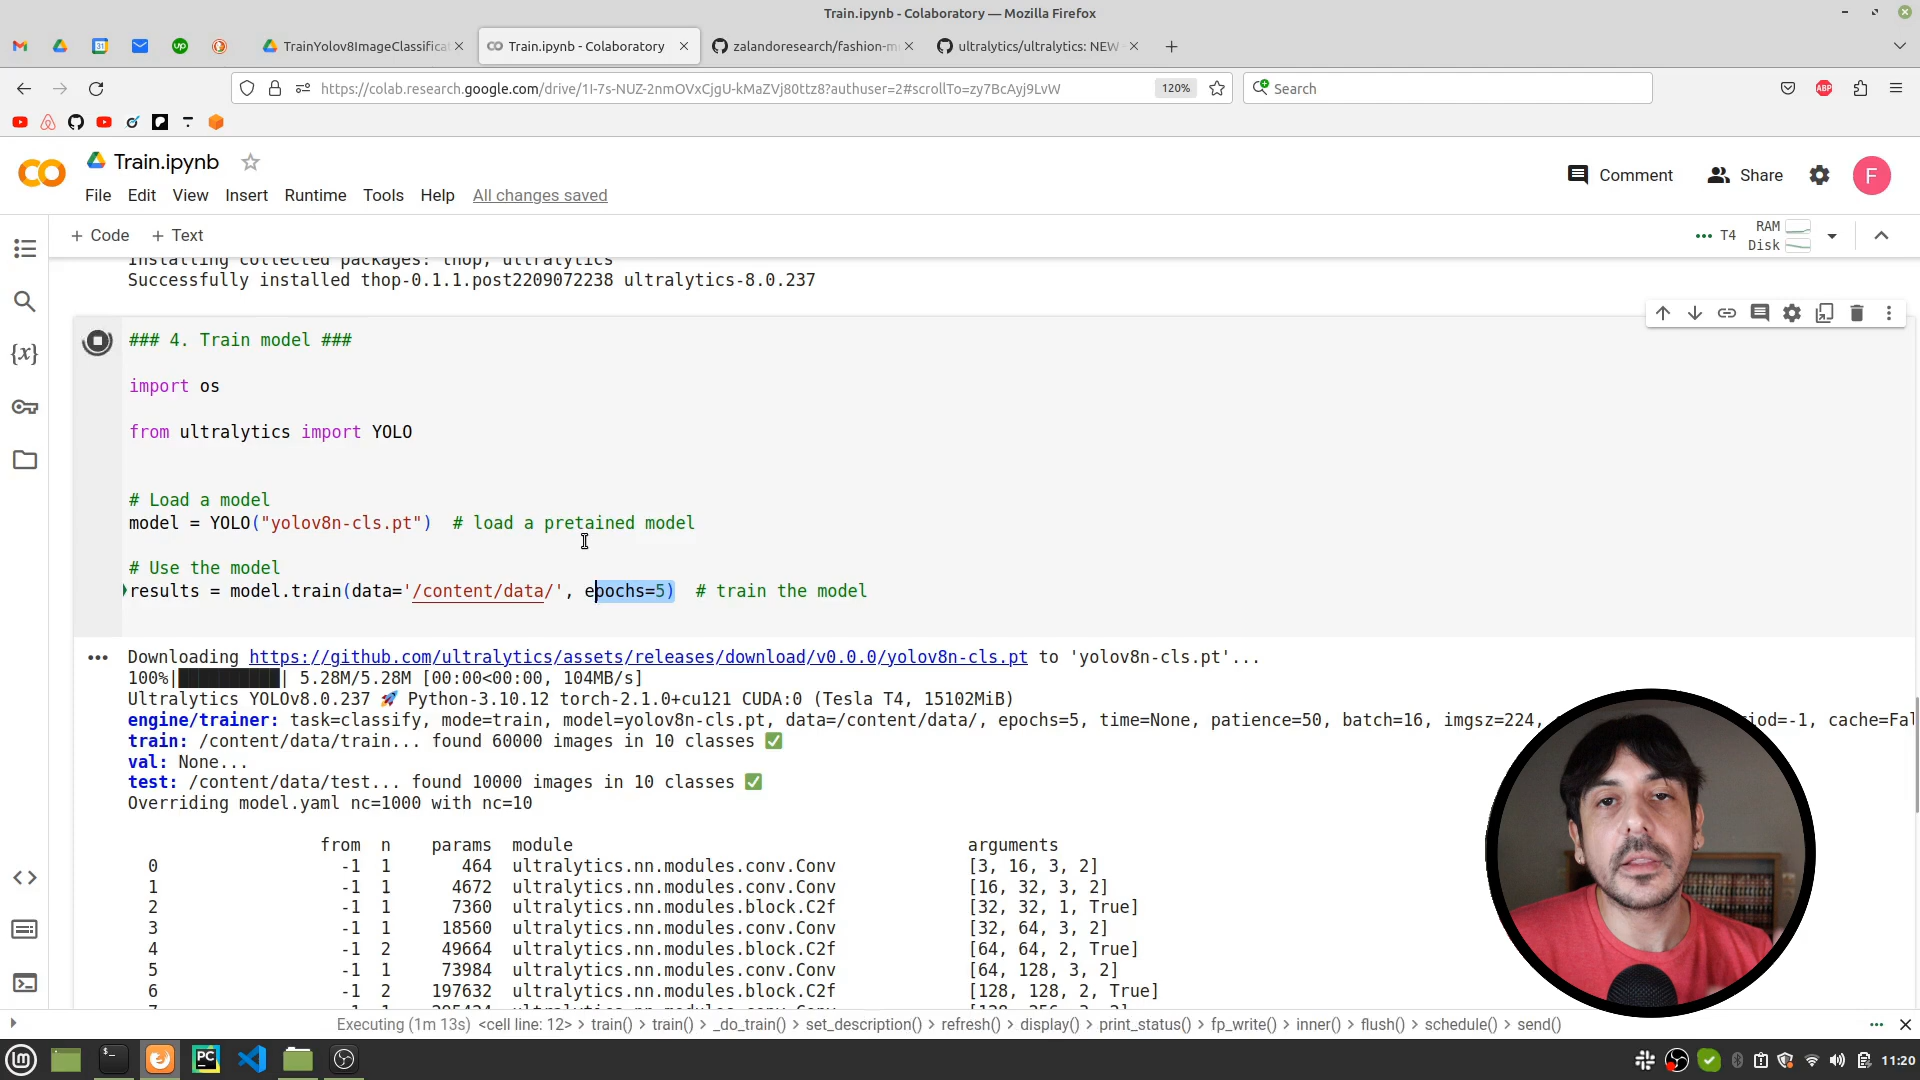 Train.ipynb - Colaboratory — Mozilla Firefox
TrainYolov8ImageClassifica
Train.ipynb - Colaboratory
zalandoresearch/fashion-m
ultralytics/ultralytics: NEW
https://colab.research.google.com/drive/1I-7s-NUZ-2nmOVxCjgU-kMaZVj80ttz8?authuser=2#scrollTo=zy7BcAyj9LvW
120%
Search
ABP
Train.ipynb
Comment
Share
F
File Edit View Insert Runtime Tools Help All changes saved
+ Code + Text
T4
RAM
Disk
Installing collected packages: thop, ultralytics
Successfully installed thop-0.1.1.post2209072238 ultralytics-8.0.237
### 4. Train model ###
import os
from ultralytics import YOLO
# Load a model
model = YOLO("yolov8n-cls.pt")  # load a pretained model
# Use the model
results = model.train(data='/content/data/', epochs=5)  # train the model
Downloading https://github.com/ultralytics/assets/releases/download/v0.0.0/yolov8n-cls.pt to 'yolov8n-cls.pt'...
100%|██████████| 5.28M/5.28M [00:00<00:00, 104MB/s]
Ultralytics YOLOv8.0.237 🚀 Python-3.10.12 torch-2.1.0+cu121 CUDA:0 (Tesla T4, 15102MiB)
engine/trainer: task=classify, mode=train, model=yolov8n-cls.pt, data=/content/data/, epochs=5, time=None, patience=50, batch=16, imgsz=224, iod=-1, cache=Fal
train: /content/data/train... found 60000 images in 10 classes ✅
val: None...
test: /content/data/test... found 10000 images in 10 classes ✅
Overriding model.yaml nc=1000 with nc=10
from n params module arguments
0 -1 1 464 ultralytics.nn.modules.conv.Conv [3, 16, 3, 2]
1 -1 1 4672 ultralytics.nn.modules.conv.Conv [16, 32, 3, 2]
2 -1 1 7360 ultralytics.nn.modules.block.C2f [32, 32, 1, True]
3 -1 1 18560 ultralytics.nn.modules.conv.Conv [32, 64, 3, 2]
4 -1 2 49664 ultralytics.nn.modules.block.C2f [64, 64, 2, True]
5 -1 1 73984 ultralytics.nn.modules.conv.Conv [64, 128, 3, 2]
6 -1 2 197632 ultralytics.nn.modules.block.C2f [128, 128, 2, True]
Executing (1m 13s) <cell line: 12> > train() > train() > _do_train() > set_description() > refresh() > display() > print_status() > fp_write() > inner() > flush() > schedule() > send()
11:20